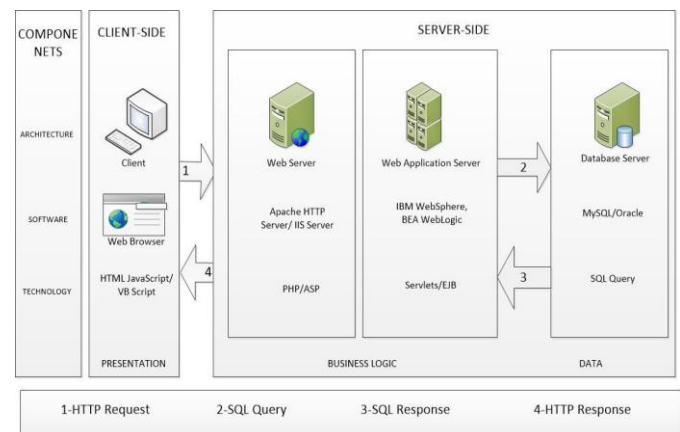 COMPONE
NETS
ARCHITECTURE
SOFTWARE
TECHNOLOGY
CLIENT-SIDE
Client
Web Browser
HTML JavaScript/
VB Script
PRESENTATION
1
4
SERVER-SIDE
Web Server
Apache HTTP
Server/ IIS Server
PHP/ASP
Web Application Server
IBM WebSphere,
BEA WebLogic
Servlets/EJB
BUSINESS LOGIC
2
3
Database Server
MySQL/Oracle
SQL Query
DATA
1-HTTP Request
2-SQL Query
3-SQL Response
4-HTTP Response